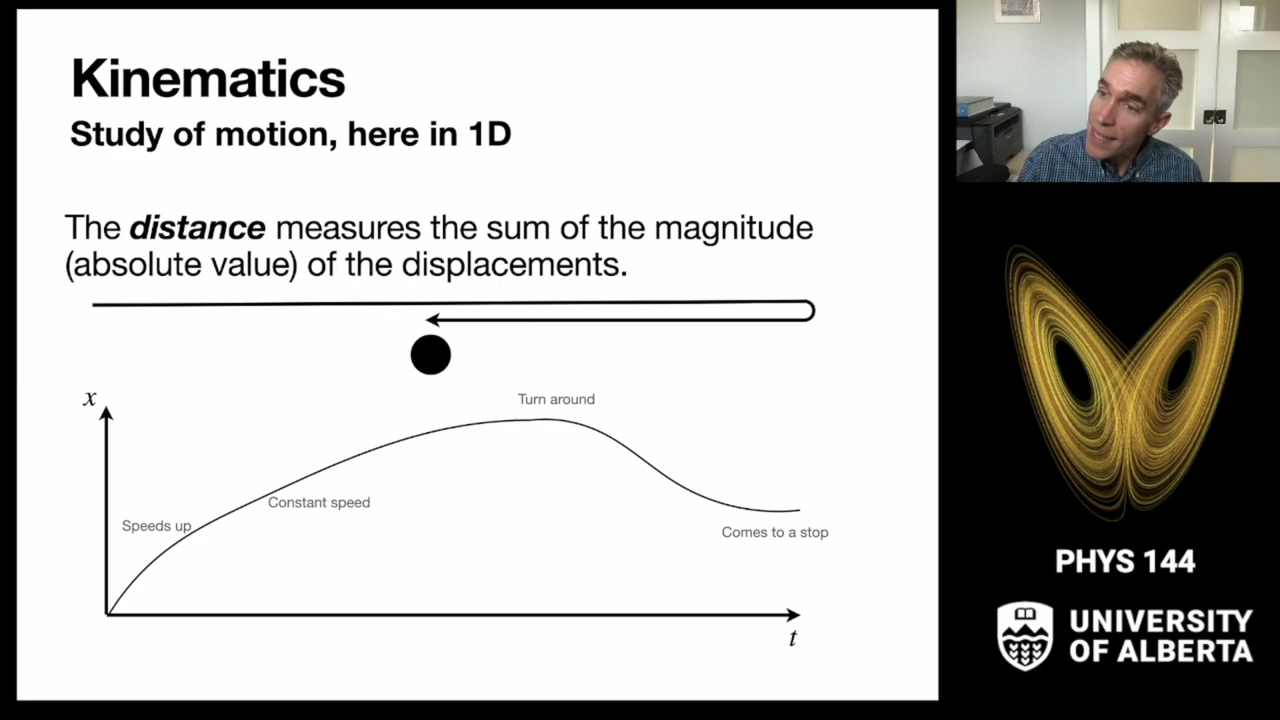 Kinematics
Study of motion, here in 1D
The distance measures the sum of the magnitude
(absolute value) of the displacements.
x
Turn around
Constant speed
Speeds up
Comes to a stop
t
PHYS 144
UNIVERSITY
OF ALBERTA